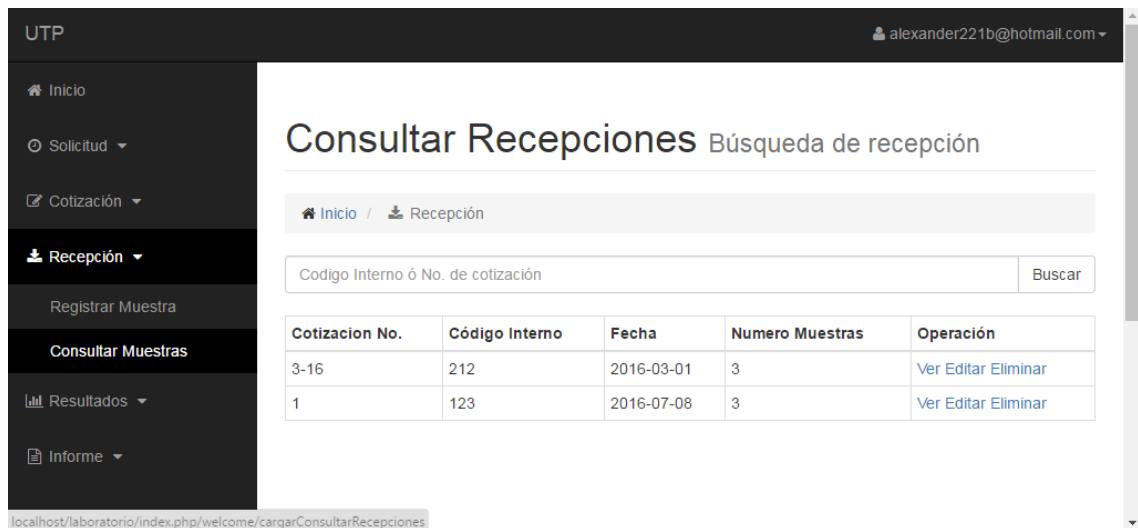 UTP
alexander221b@hotmail.com
Inicio
Solicitud
Cotización
Recepción
Registrar Muestra
Consultar Muestras
Resultados
Informe
Consultar Recepciones Búsqueda de recepción
Inicio / Recepción
Codigo Interno ó No. de cotización Buscar
Cotizacion No. Código Interno Fecha Numero Muestras Operación
3-16 212 2016-03-01 3 Ver Editar Eliminar
1 123 2016-07-08 3 Ver Editar Eliminar
localhost/laboratorio/index.php/welcome/cargarConsultarRecepciones